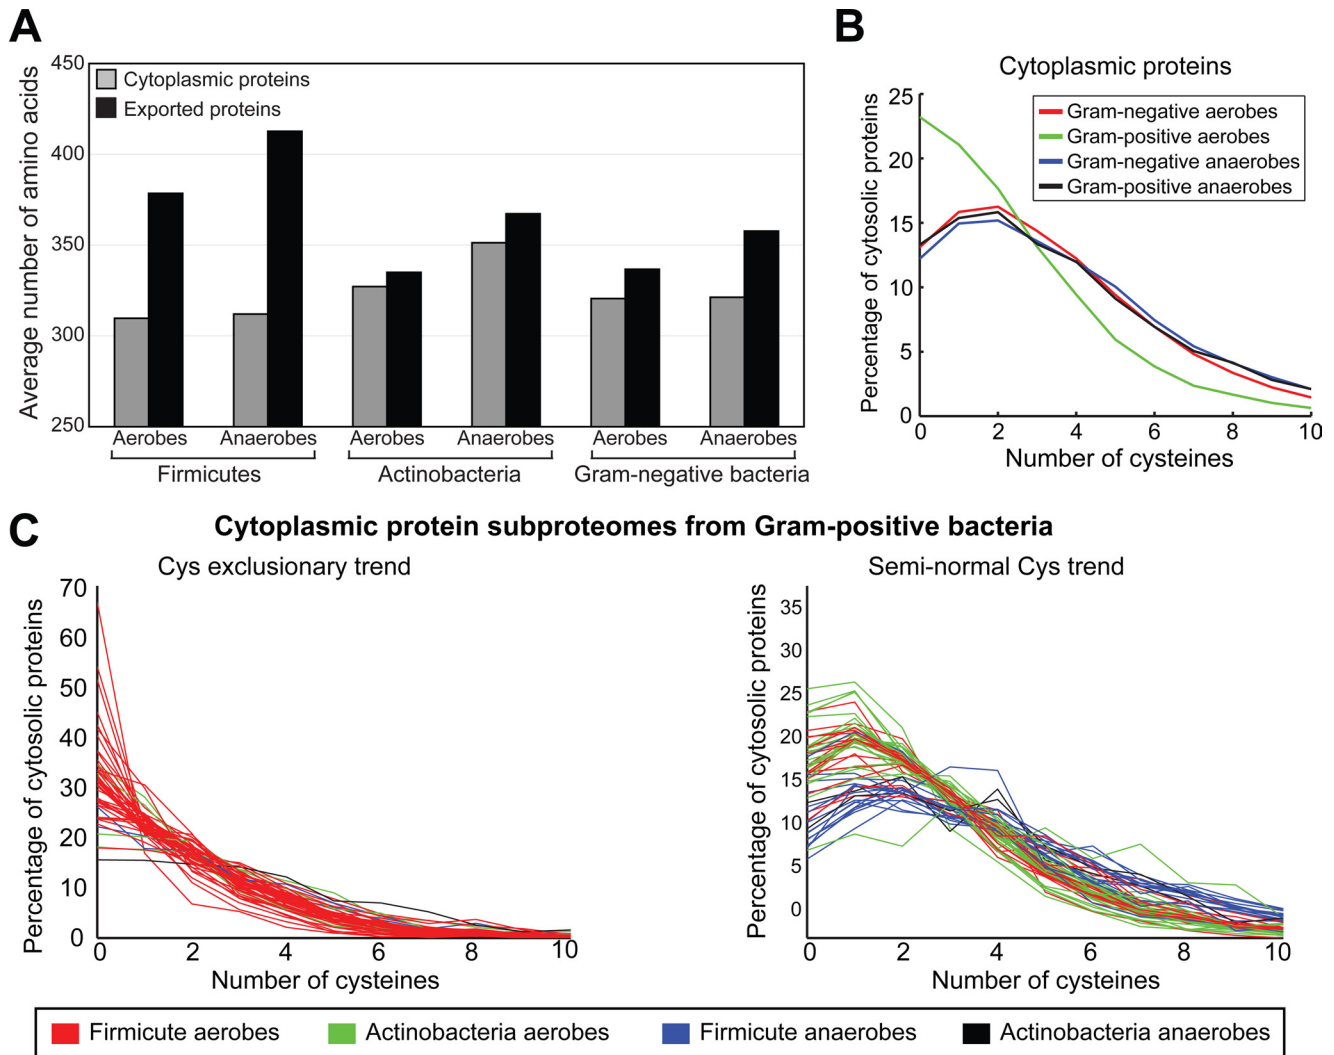 A
450
400
350
300
250
Average number of amino acids
Cytoplasmic proteins
Exported proteins
Aerobes Anaerobes Aerobes Anaerobes Aerobes Anaerobes
Firmicutes Actinobacteria Gram-negative bacteria
B
Cytoplasmic proteins
25
20
15
10
5
0
Percentage of cytosolic proteins
Gram-negative aerobes
Gram-positive aerobes
Gram-negative anaerobes
Gram-positive anaerobes
0 2 4 6 8 10
Number of cysteines
C
Cytoplasmic protein subproteomes from Gram-positive bacteria
Cys exclusionary trend
70
60
50
40
30
20
10
0
Percentage of cytosolic proteins
0 2 4 6 8 10
Number of cysteines
Semi-normal Cys trend
35
30
25
20
15
10
5
0
Percentage of cytosolic proteins
0 2 4 6 8 10
Number of cysteines
Firmicute aerobes Actinobacteria aerobes Firmicute anaerobes Actinobacteria anaerobes